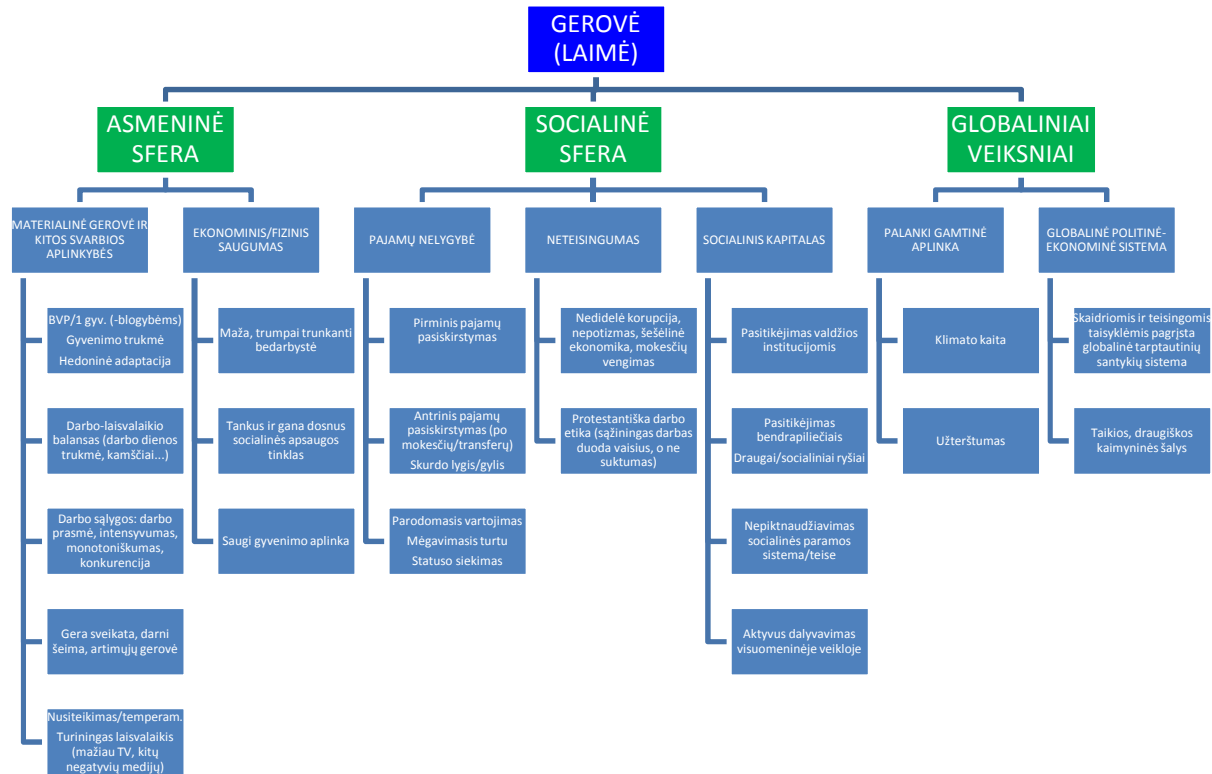 GEROVĖ
(LAIMĖ)
ASMENINĖ
SFERA
SOCIALINĖ
SFERA
GLOBALINIAI
VEIKSNIAI
MATERIALINĖ GEROVĖ IR
KITOS SVARBIOS
APLINKYBĖS
EKONOMINIS/FIZINIS
SAUGUMAS
PAJAMŲ NELYGYBĖ
NETEISINGUMAS
SOCIALINIS KAPITALAS
PALANKI GAMTINĖ
APLINKA
GLOBALINĖ POLITINĖ-
EKONOMINĖ SISTEMA
BVP/1 gyv. (-blogybėms)
Gyvenimo trukmė
Hedoninė adaptacija
Darbo-laisvalaikio
balansas (darbo dienos
trukmė, kamščiai...)
Darbo sąlygos: darbo
prasmė, intensyvumas,
monotoniškumas,
konkurencija
Gera sveikata, darni
šeima, artimųjų gerovė
Nusiteikimas/temperam.
Turiningas laisvalaikis
(mažiau TV, kitų
negatyvių medijų)
Maža, trumpai trunkanti
bedarbystė
Tankus ir gana dosnus
socialinės apsaugos
tinklas
Saugi gyvenimo aplinka
Pirminis pajamų
pasiskirstymas
Antrinis pajamų
pasiskirstymas (po
mokesčių/transferų)
Skurdo lygis/gylis
Parodomasis vartojimas
Mėgavimasis turtu
Statuso siekimas
Nedidelė korupcija,
nepotizmas, šešėlinė
ekonomika, mokesčių
vengimas
Protestantiška darbo
etika (sąžiningas darbas
duoda vaisius, o ne
suktumas)
Pasitikėjimas valdžios
institucijomis
Pasitikėjimas
bendrapiliečiais
Draugai/socialiniai ryšiai
Nepiktnaudžiavimas
socialinės paramos
sistema/teise
Aktyvus dalyvavimas
visuomeninėje veikloje
Klimato kaita
Užterštumas
Skaidriomis ir teisingomis
taisyklėmis pagrįsta
globalinė tarptautinių
santykių sistema
Taikios, draugiškos
kaimyninės šalys